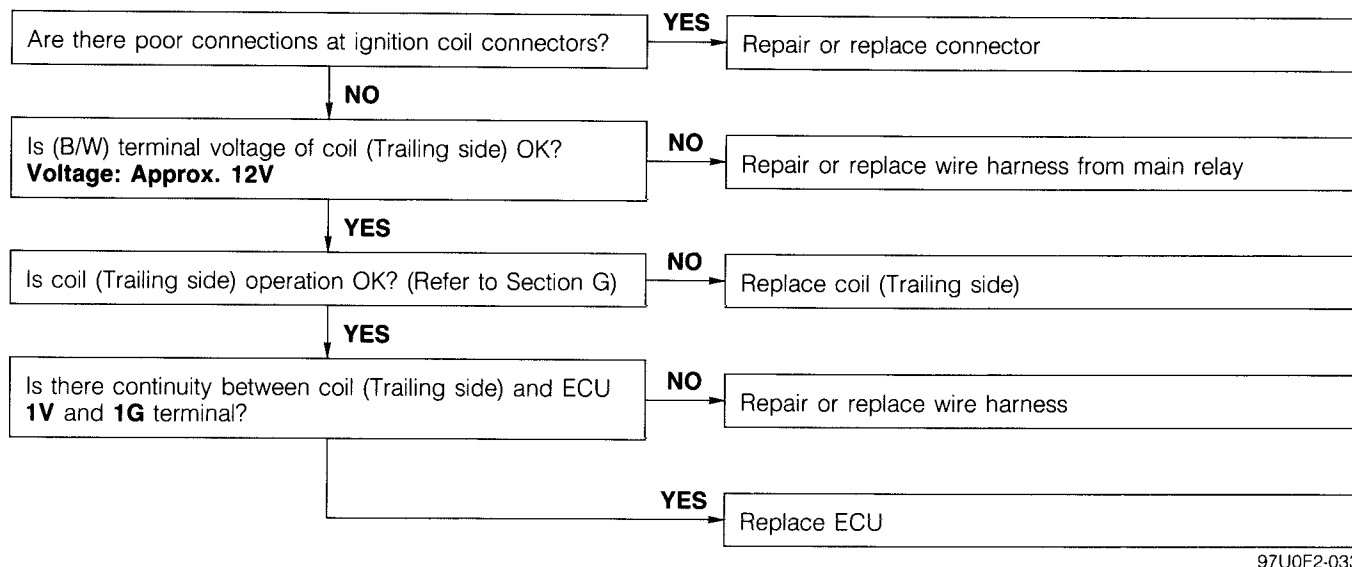 Are there poor connections at ignition coil connectors?
YES
Repair or replace connector
NO
Is (B/W) terminal voltage of coil (Trailing side) OK?
Voltage: Approx. 12V
NO
Repair or replace wire harness from main relay
YES
Is coil (Trailing side) operation OK? (Refer to Section G)
NO
Replace coil (Trailing side)
YES
Is there continuity between coil (Trailing side) and ECU
1V and 1G terminal?
NO
Repair or replace wire harness
YES
Replace ECU
97U0F2-033